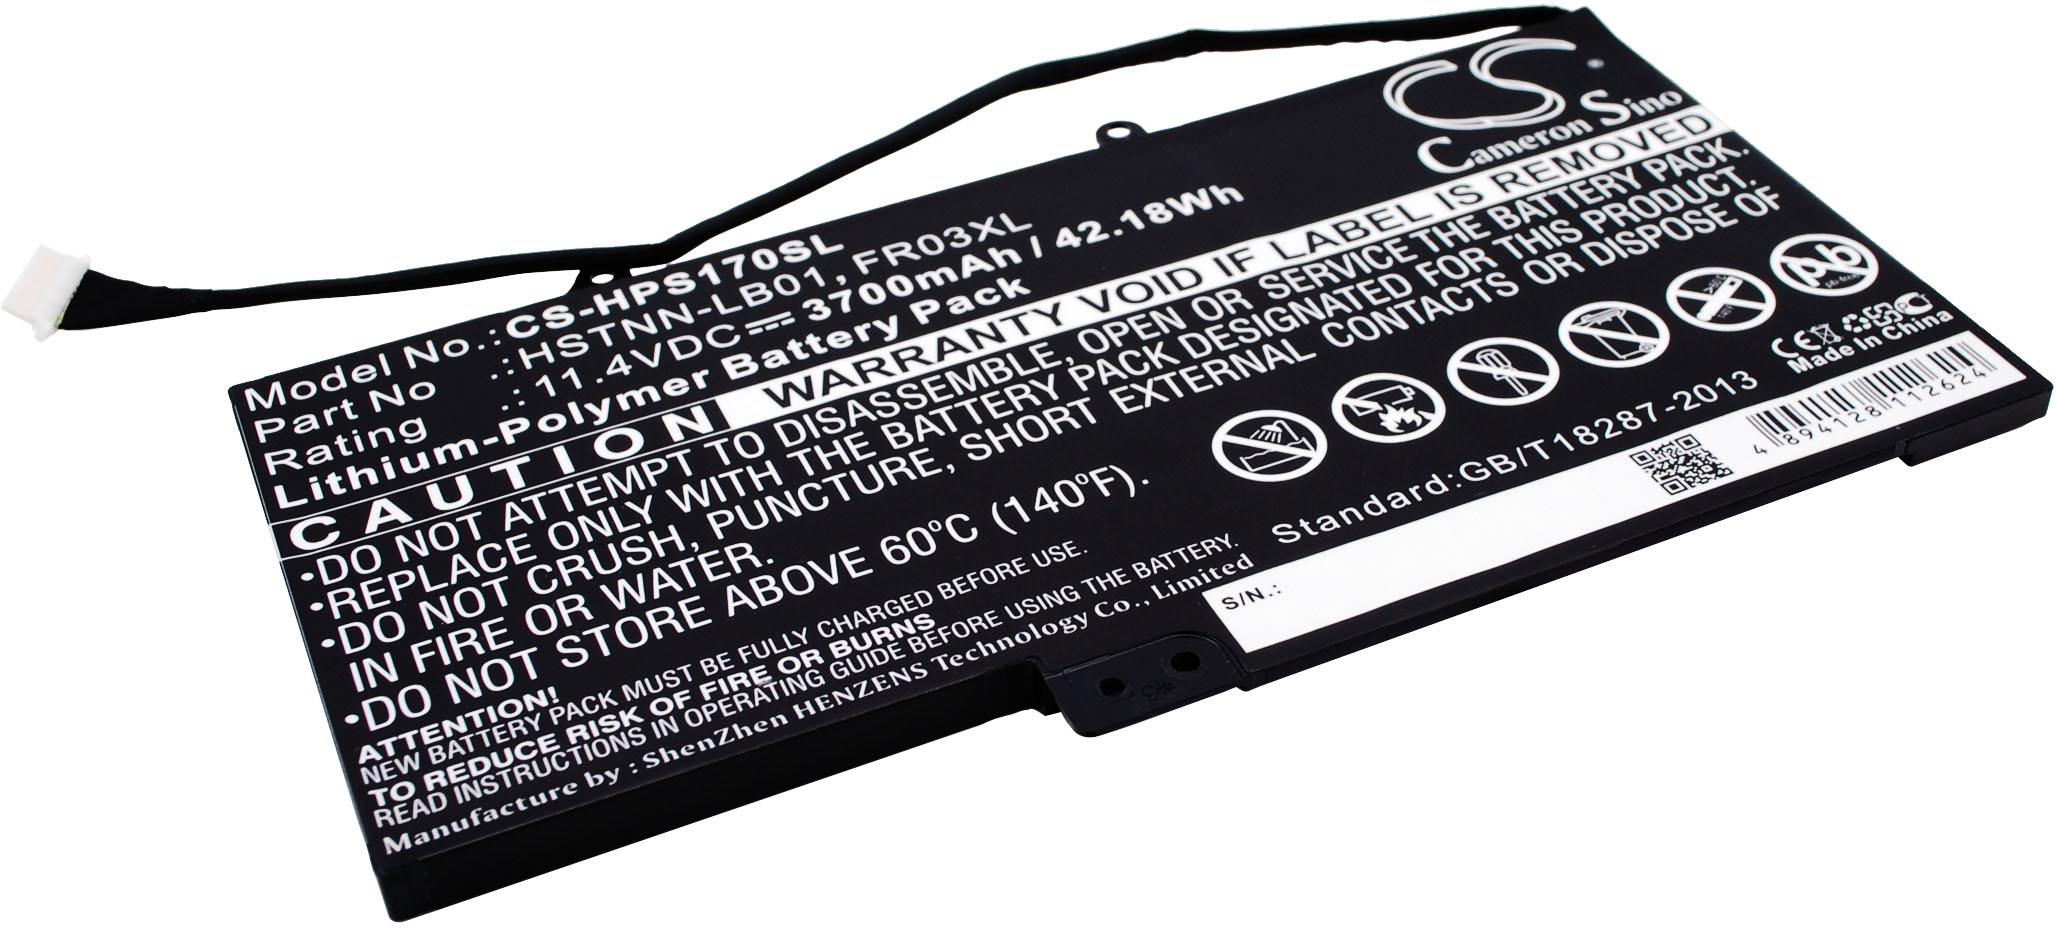 CS
Cameron Sino
Model No.: CS-HPS170SL
Part No : HSTNN-LB01, FR03XL
Rating : 11.4VDC 3700mAh / 42.18Wh
Lithium-Polymer Battery Pack
CAUTION WARRANTY VOID IF LABEL IS REMOVED
•DO NOT ATTEMPT TO DISASSEMBLE, OPEN OR SERVICE THE BATTERY PACK.
•REPLACE ONLY WITH THE BATTERY PACK DESIGNATED FOR THIS PRODUCT.
•DO NOT CRUSH, PUNCTURE, SHORT EXTERNAL CONTACTS OR DISPOSE OF
IN FIRE OR WATER.
•DO NOT STORE ABOVE 60ºC (140ºF).
ATTENTION!
NEW BATTERY PACK MUST BE FULLY CHARGED BEFORE USE.
TO REDUCE RISK OF FIRE OR BURNS
READ INSTRUCTIONS IN OPERATING GUIDE BEFORE USING THE BATTERY.
Manufacture by : ShenZhen HENZENS Technology Co., Limited
Pb
CE
Made In China
Standard:GB/T18287-2013
4 894128 112624
S/N.: